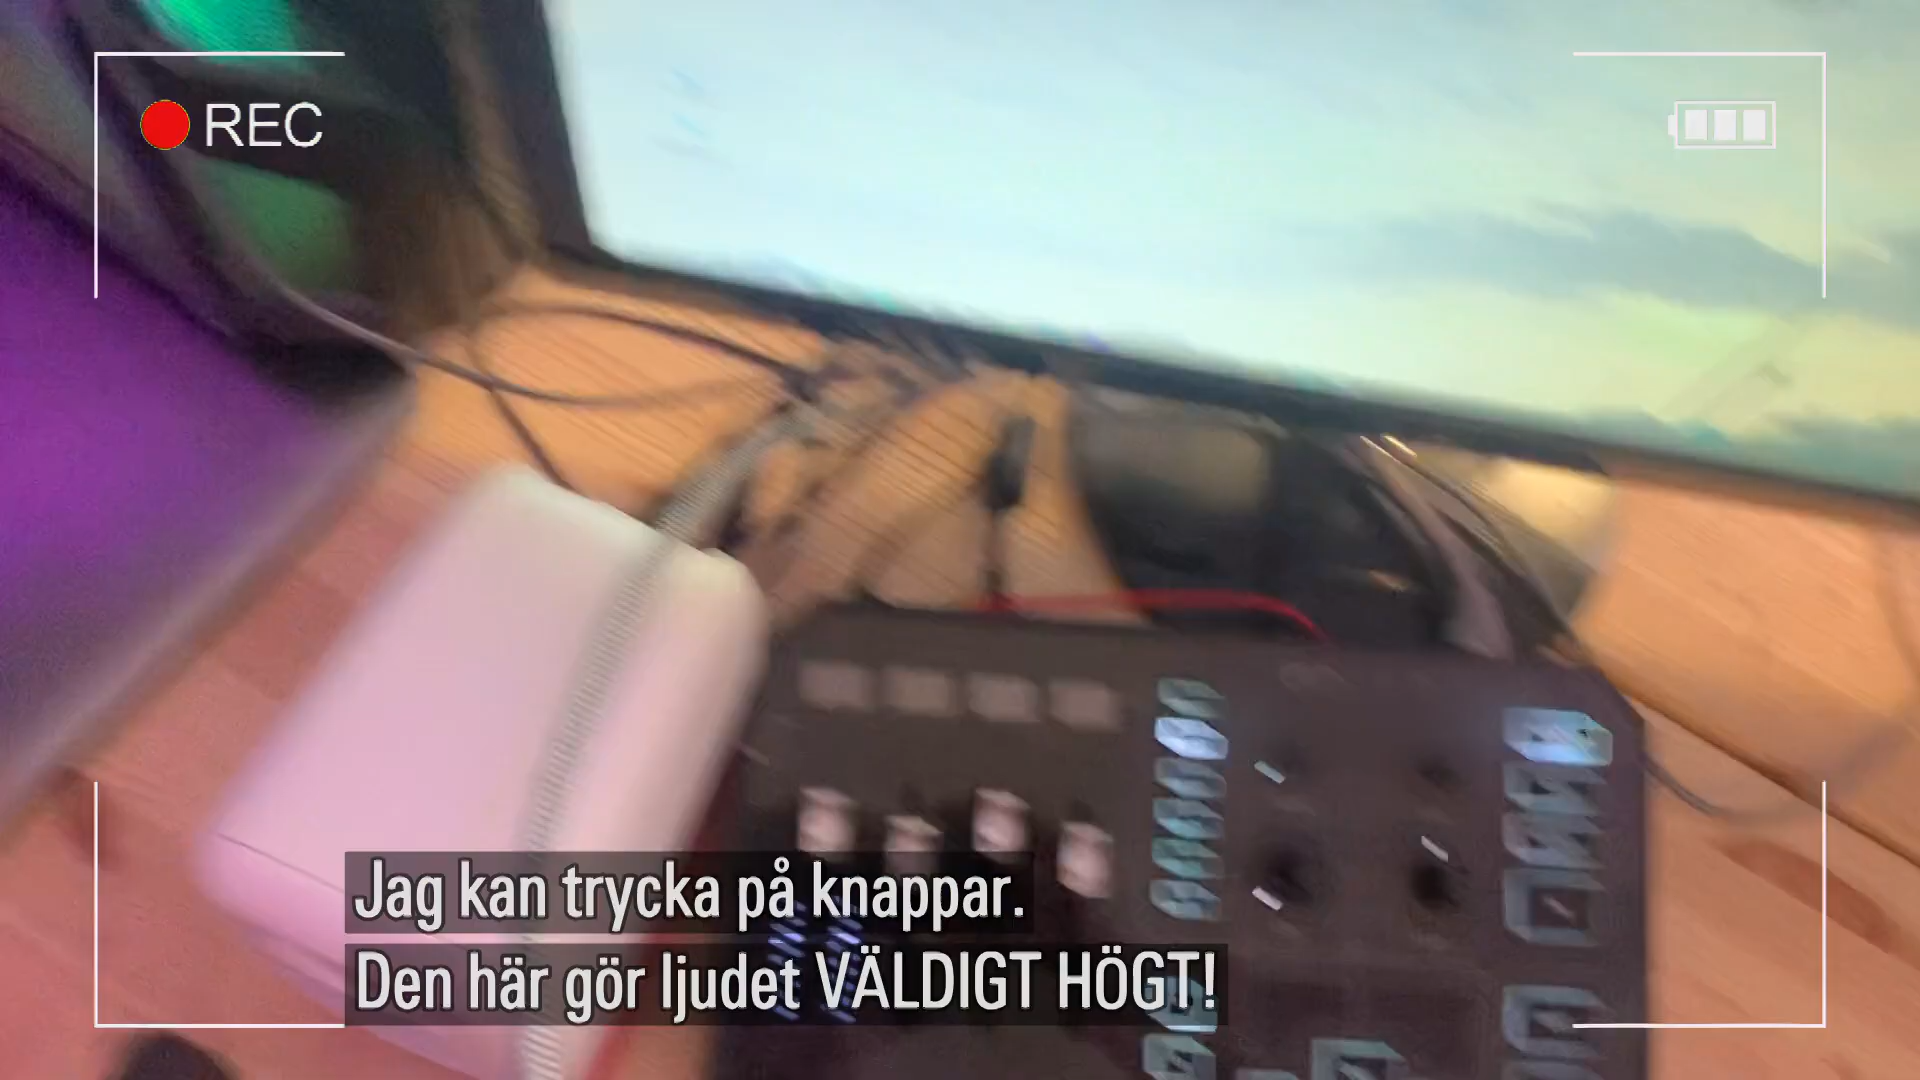 REC
Jag kan trycka på knappar.
Den här gör ljudet VÄLDIGT HÖGT!